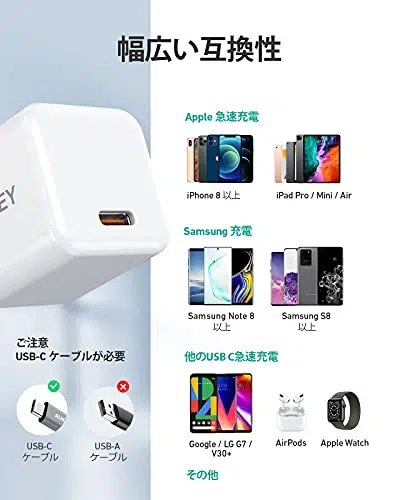 幅広い互換性
Apple 急速充電
iPhone 8 以上
iPad Pro / Mini / Air
Samsung 充電
Samsung Note 8
以上
Samsung S8
以上
ご注意
USB-C ケーブルが必要
USB-C
ケーブル
USB-A
ケーブル
他のUSB C急速充電
Google / LG G7 /
V30+
AirPods
Apple Watch
その他